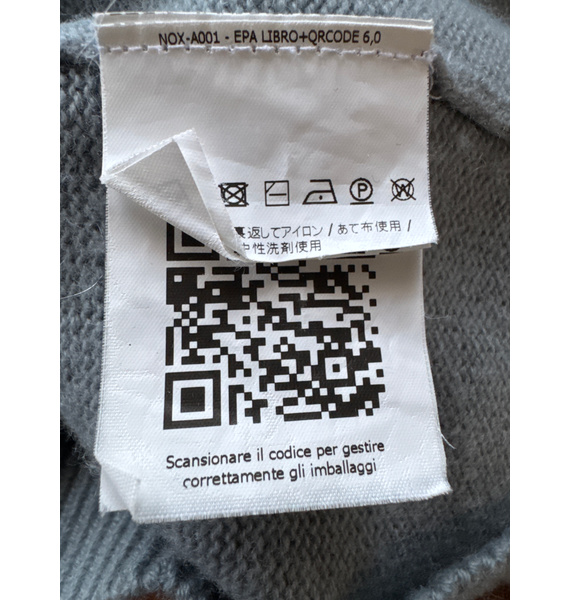 NOX-A001 - EPA LIBRO+QRCODE 6,0
P W
返してアイロン / あて布使用 /
中性洗剤使用
Scansionare il codice per gestire
correttamente gli imballaggi